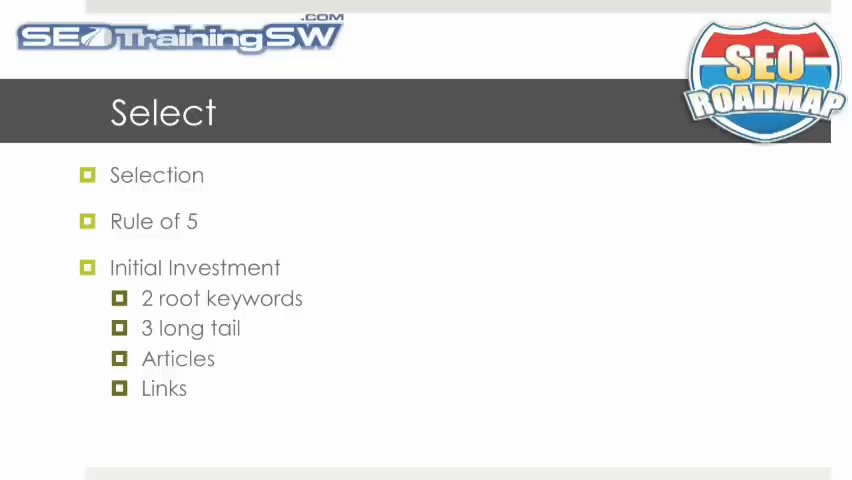 .COM
SEOTrainingSW
SEO
ROADMAP
Select
Selection
Rule of 5
Initial Investment
2 root keywords
3 long tail
Articles
Links